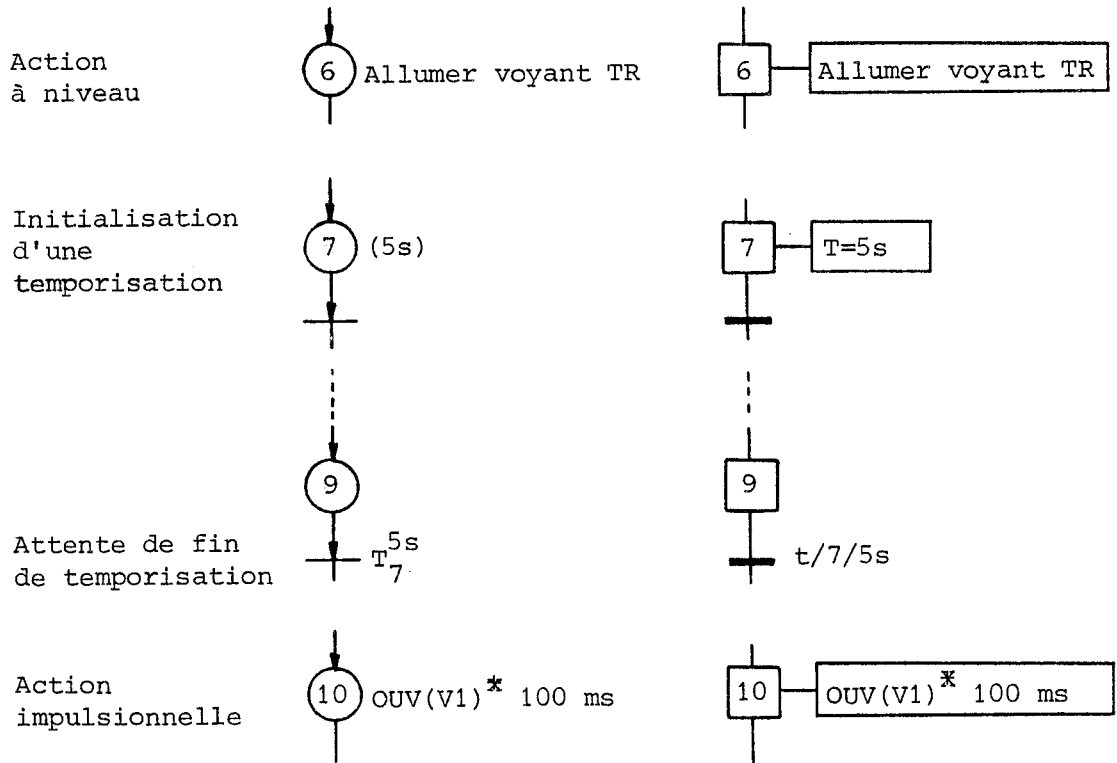 Action
à niveau
6 Allumer voyant TR
6 Allumer voyant TR
Initialisation
d'une
temporisation
7 (5s)
7 T=5s
9
9
Attente de fin
de temporisation
T₇⁵ˢ
t/7/5s
Action
impulsionnelle
10 OUV(V1)* 100 ms
10 OUV(V1)* 100 ms